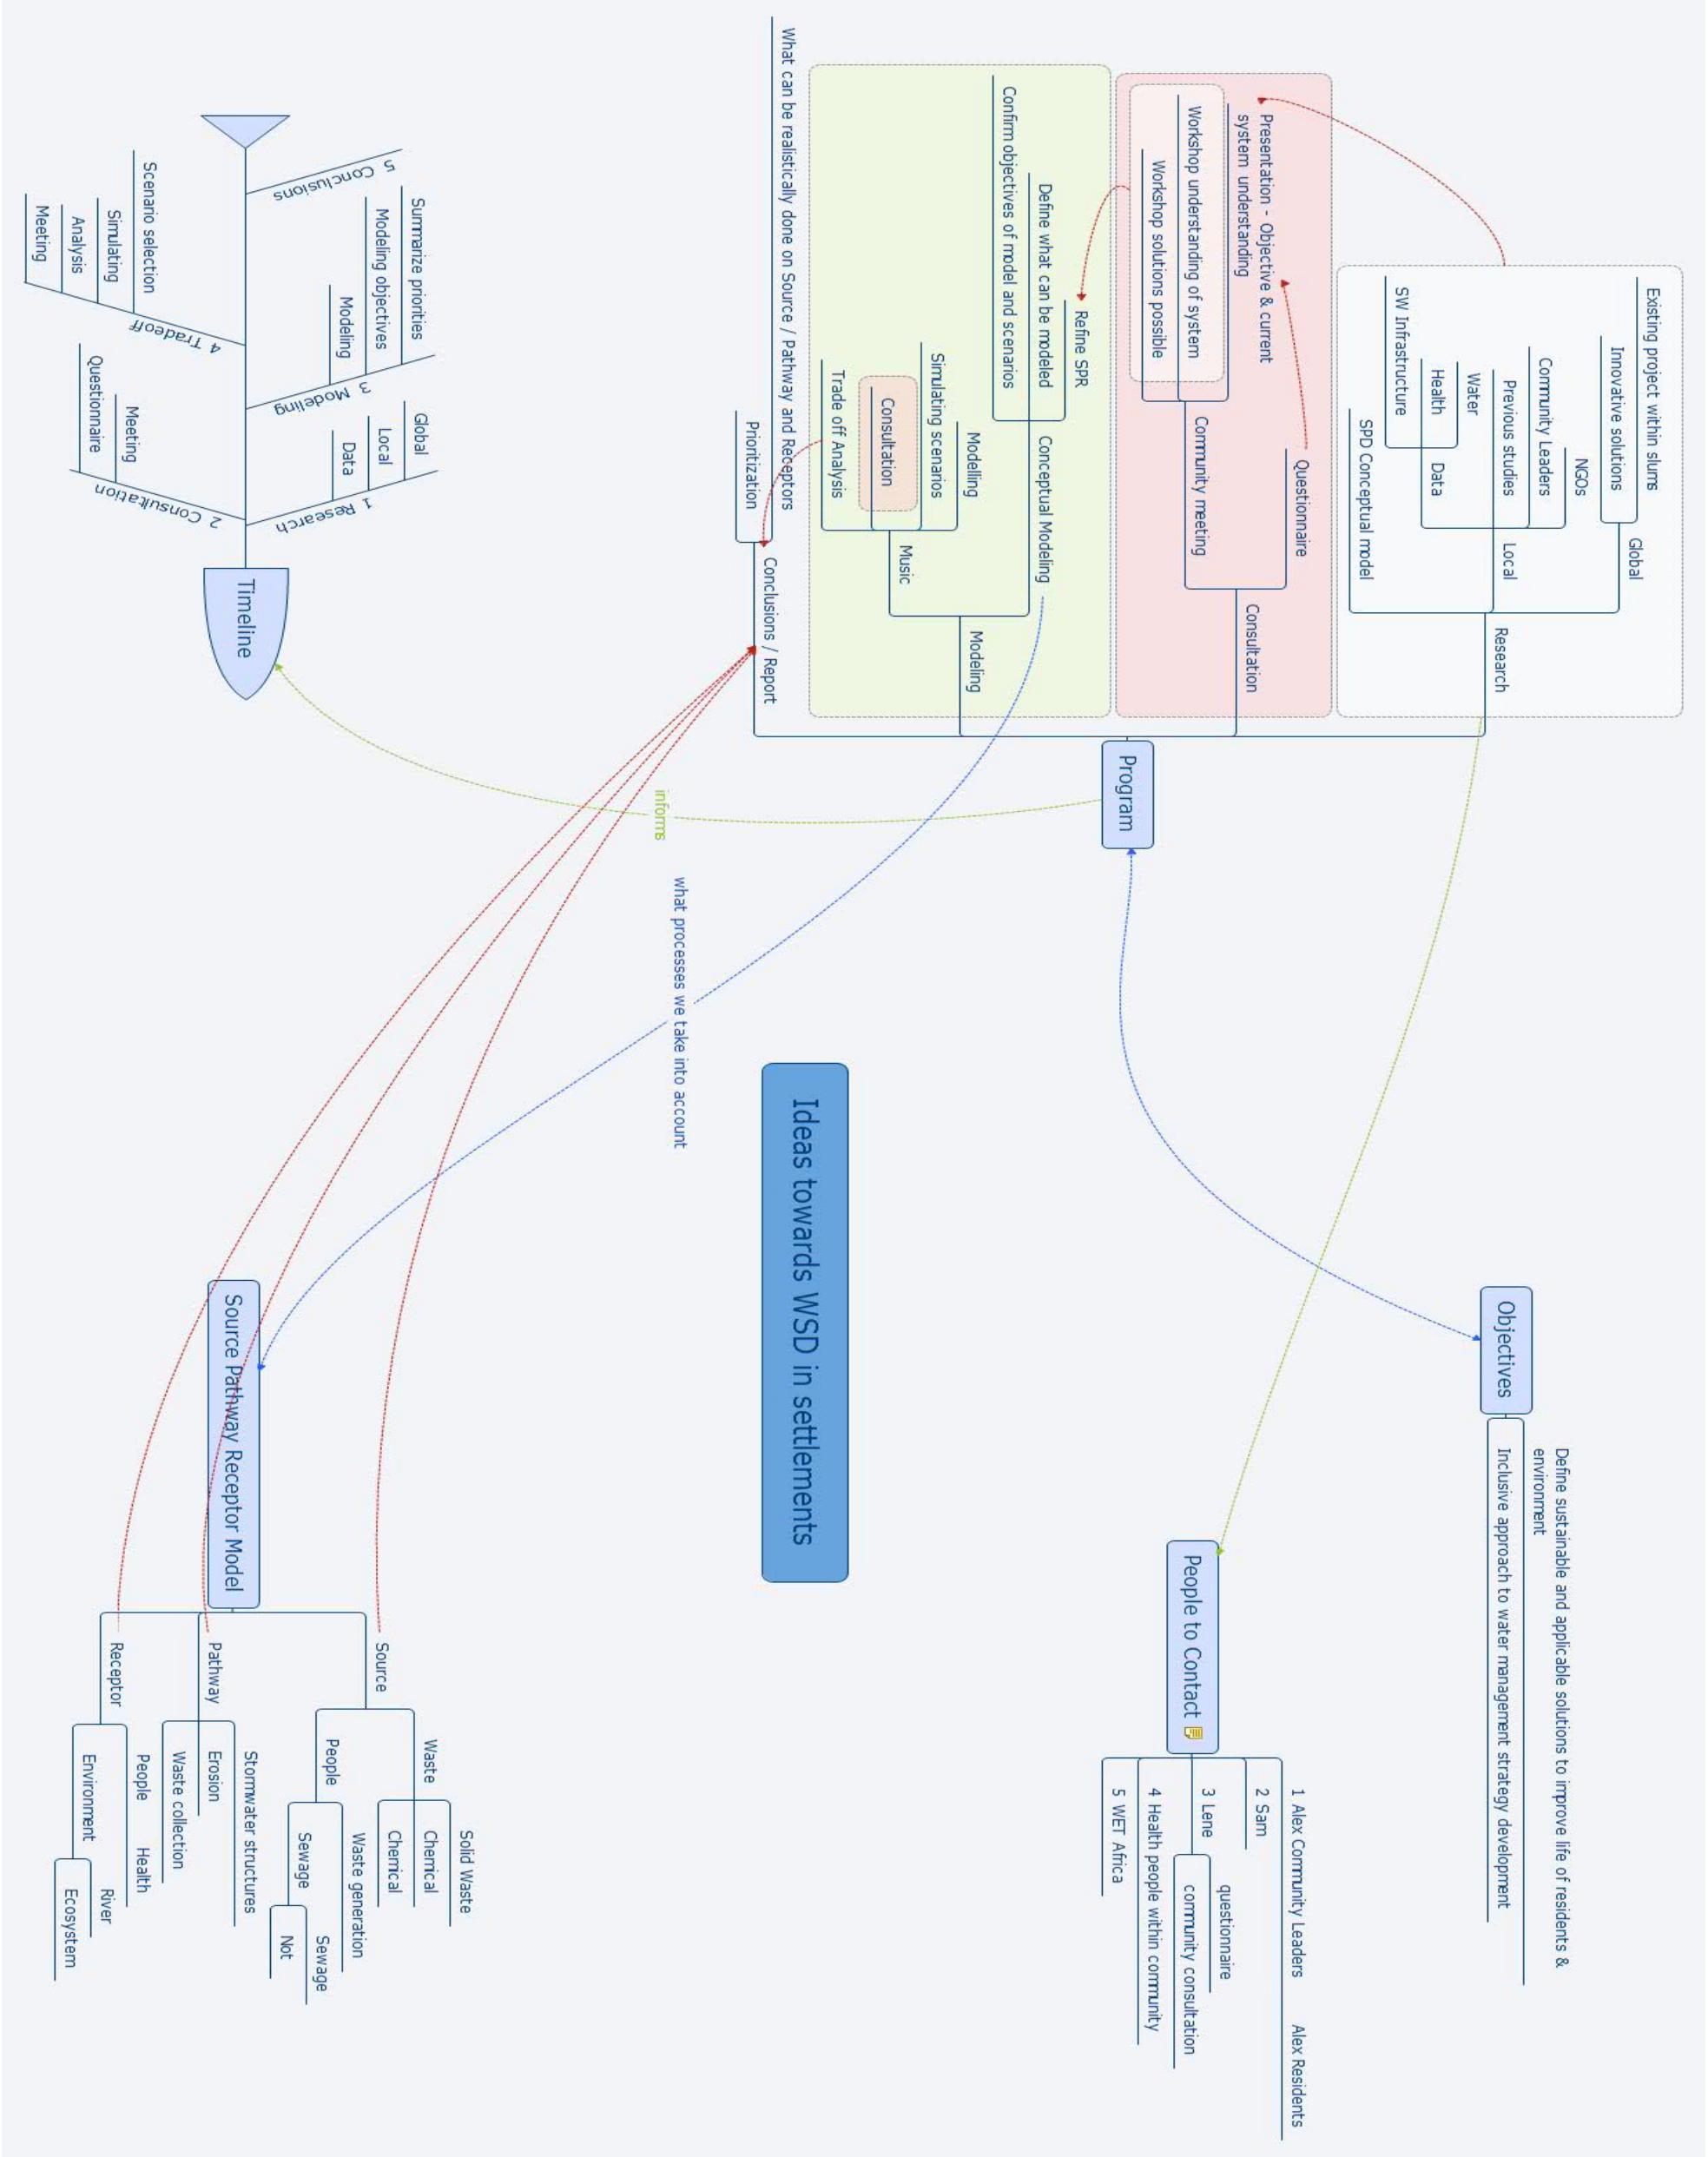 Ideas towards WSD in settlements
Program
Research
Global
Existing project within slums
Innovative solutions
Local
NGOs
Community Leaders
Previous studies
Data
Water
Health
SW Infrastructure
SPD Conceptual model
Consultation
Questionnaire
Community meeting
Presentation - Objective & current
system understanding
Workshop understanding of system
Workshop solutions possible
Modeling
Conceptual Modeling
Refine SPR
Define what can be modeled
Confirm objectives of model and scenarios
Music
Modelling
Simulating scenarios
Consultation
Trade off Analysis
Conclusions / Report
What can be realistically done on Source / Pathway and Receptors
Prioritization
informs
what processes we take into account
Timeline
1 Research
Global
Local
Data
2 Consultation
Meeting
Questionnaire
3 Modeling
Summarize priorities
Modeling objectives
Modeling
4 Tradeoff
Scenario selection
Simulating
Analysis
Meeting
5 Conclusions
Objectives
Define sustainable and applicable solutions to improve life of residents &
environment
Inclusive approach to water management strategy development
People to Contact
1 Alex Community Leaders
Alex Residents
2 Sam
3 Lene
questionnaire
community consultation
4 Health people within community
5 WET Africa
Source Pathway Receptor Model
Source
Waste
Solid Waste
Chemical
Chemical
People
Waste generation
Sewage
Sewage
Not
Pathway
Stormwater structures
Erosion
Waste collection
Receptor
People
Health
Environment
River
Ecosystem